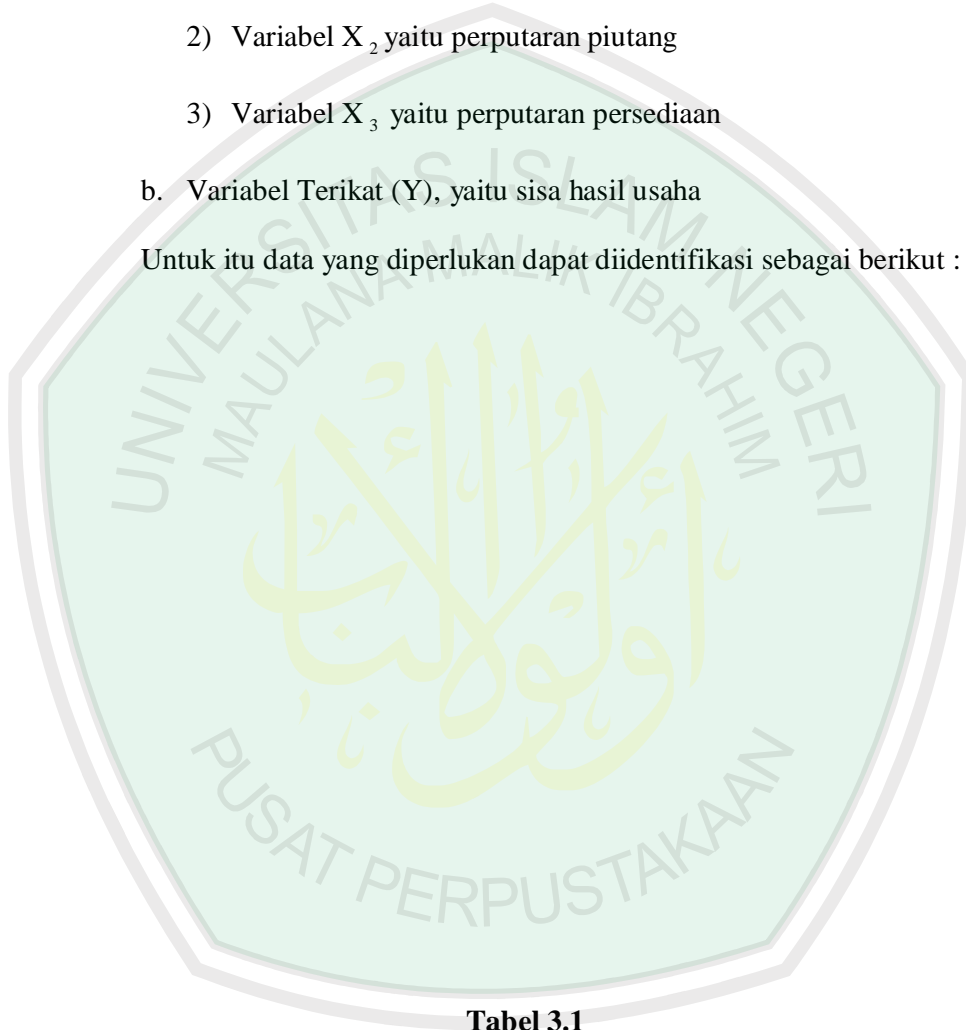 2) Variabel X ₂ yaitu perputaran piutang
3) Variabel X ₃ yaitu perputaran persediaan
b. Variabel Terikat (Y), yaitu sisa hasil usaha
Untuk itu data yang diperlukan dapat diidentifikasi sebagai berikut :
UNIVERSITAS ISLAM NEGERI
MAULANA MALIK IBRAHIM
PUSAT PERPUSTAKAAN
Tabel 3.1